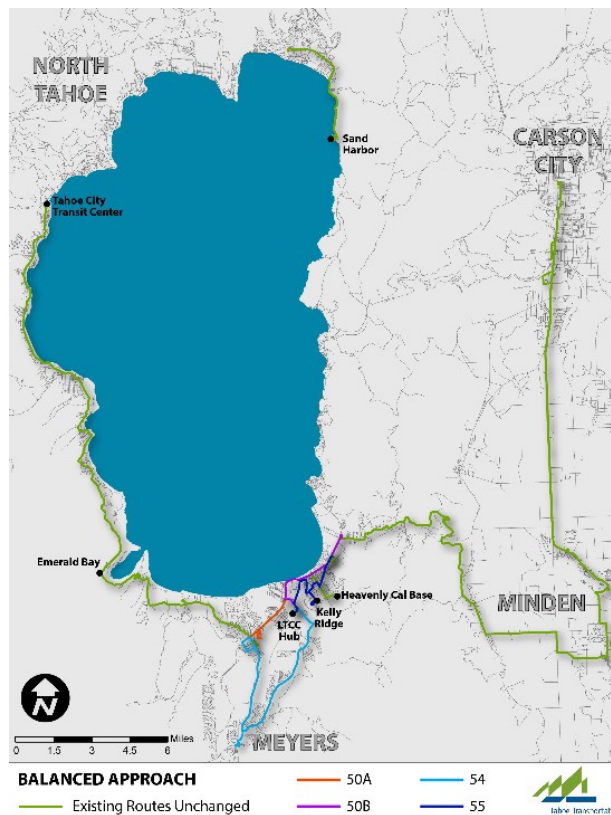 NORTH
TAHOE
Sand
Harbor
CARSON
CITY
Tahoe City
Transit Center
Emerald Bay
Heavenly Cal Base
Kelly
Ridge
LTCC
Hub
MINDEN
N
MEYERS
Miles
0 1.5 3 4.5 6
BALANCED APPROACH
50A
54
Existing Routes Unchanged
50B
55
Tahoe Transportat